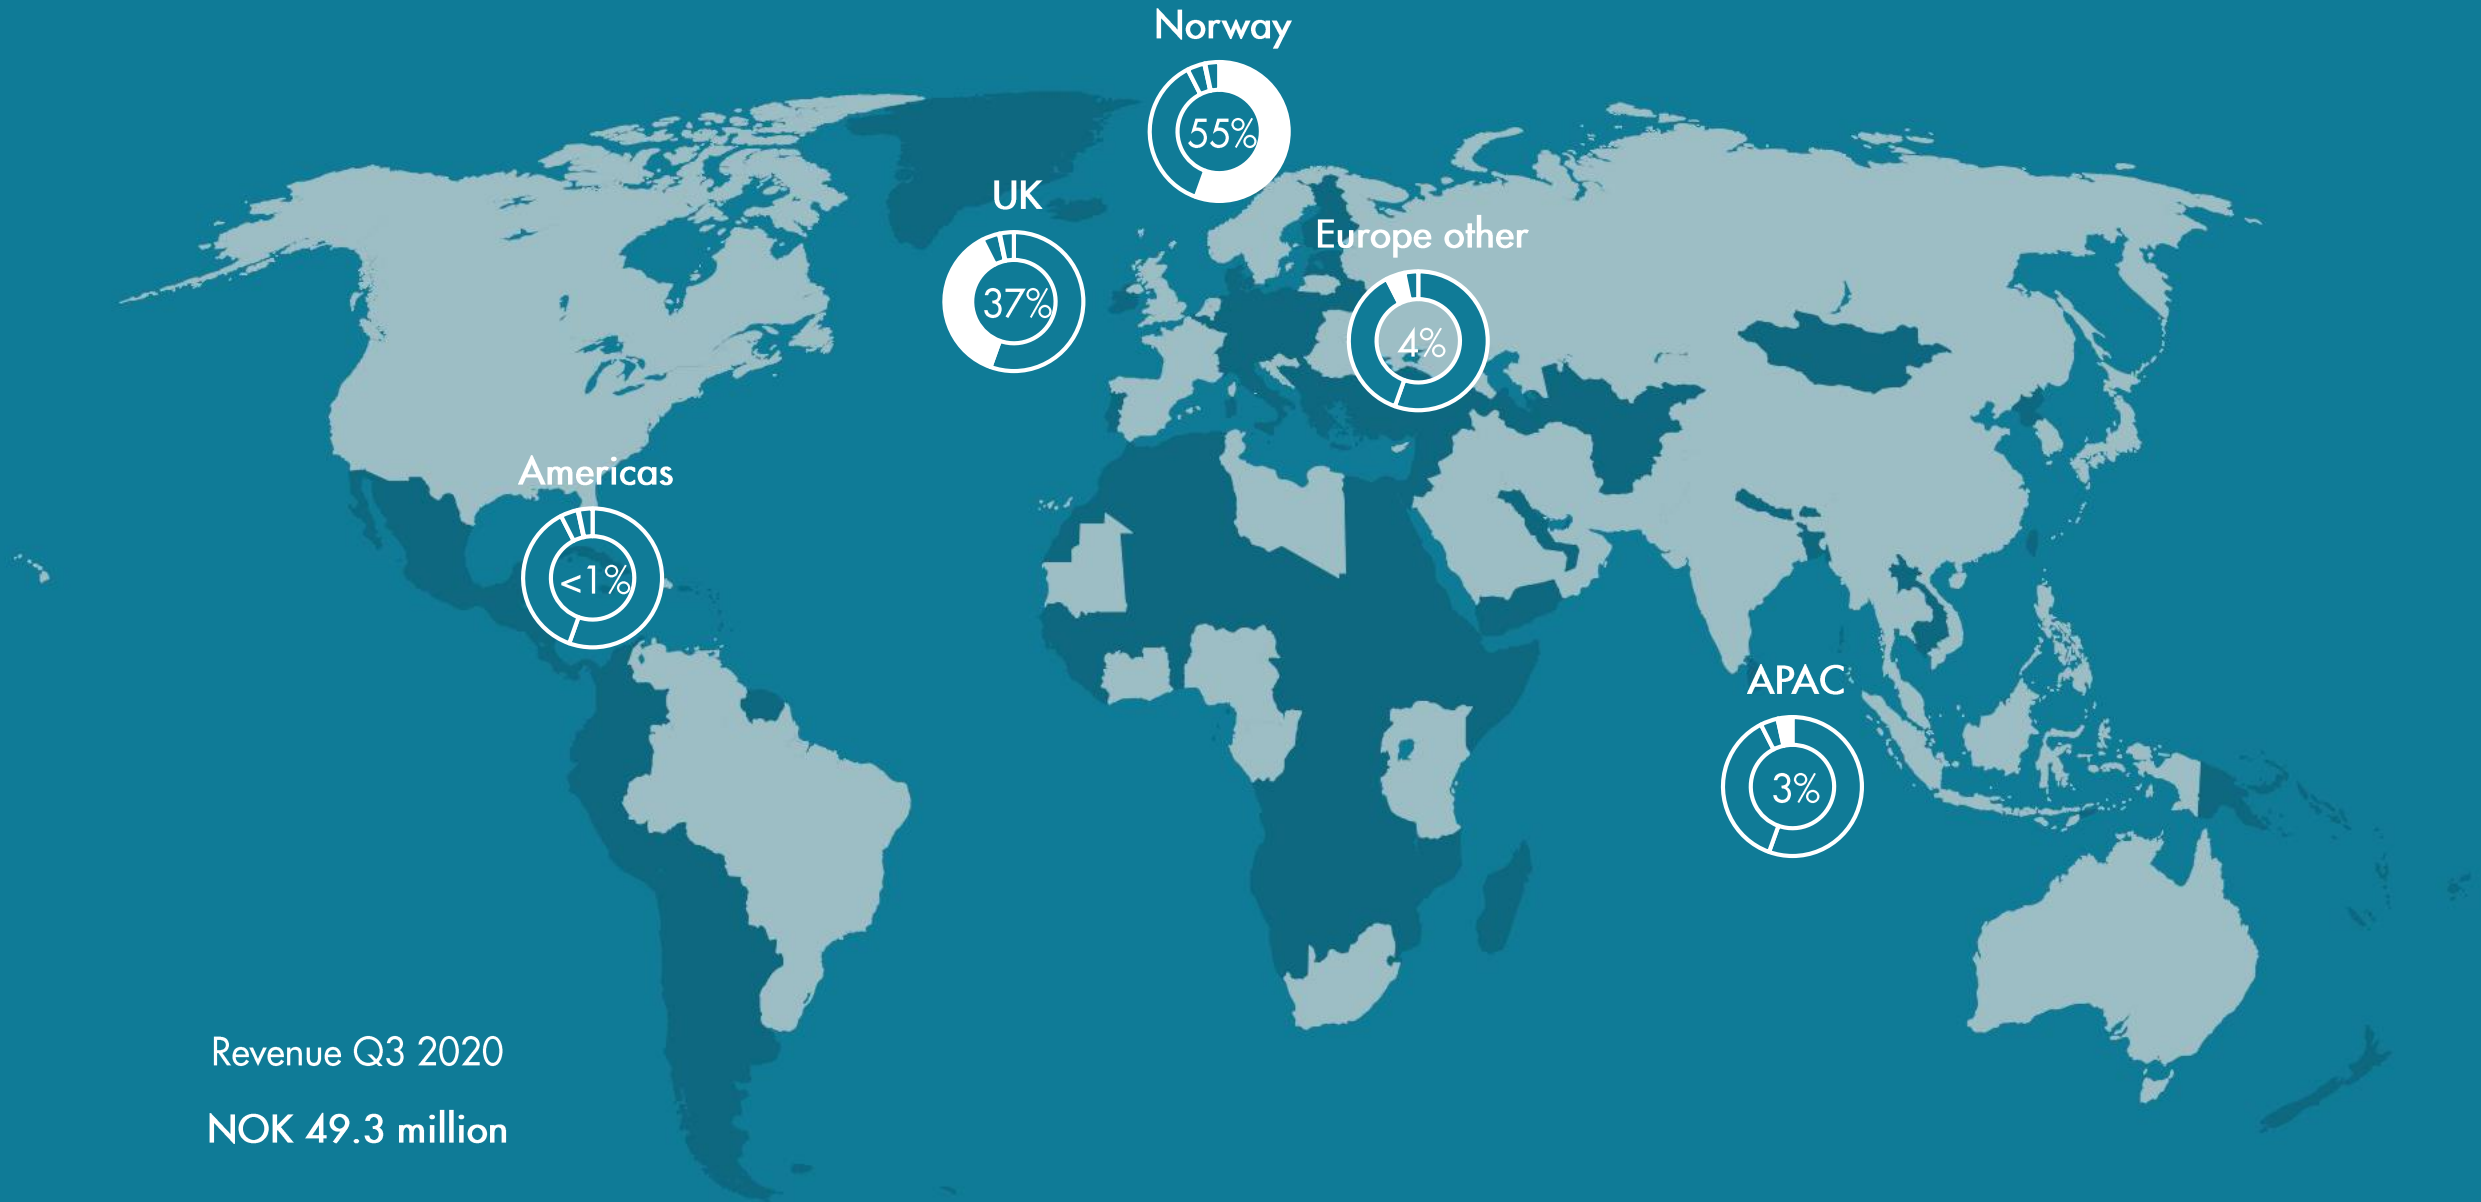 Norway
55%
UK
37%
Europe other
4%
Americas
<1%
APAC
3%
Revenue Q3 2020
NOK 49.3 million